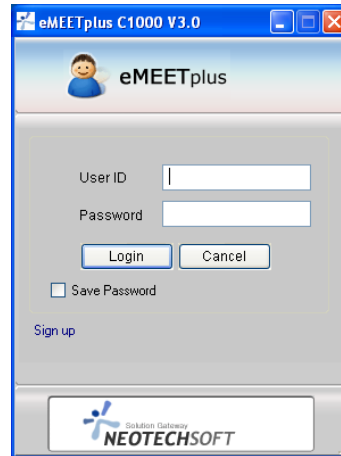 eMEETplus C1000 V3.0
eMEETplus
User ID
Password
Login Cancel
Save Password
Sign up
Solution Gateway
NEOTECHSOFT